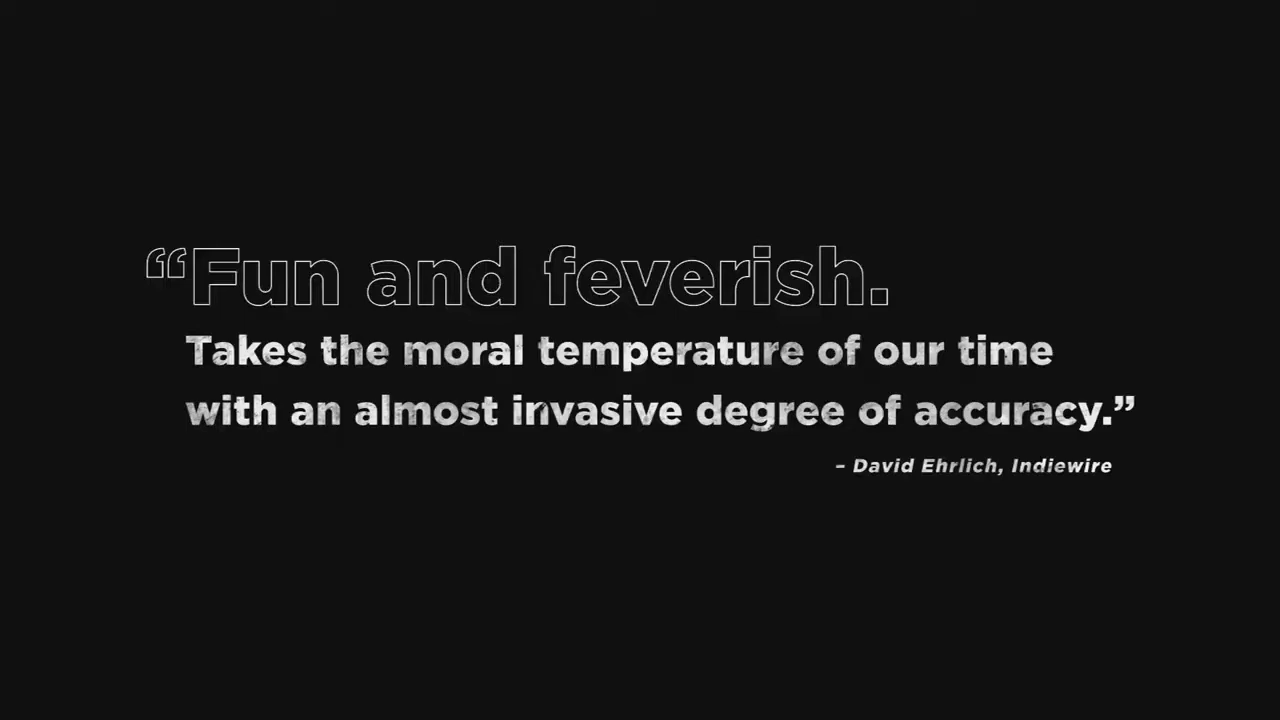 “Fun and feverish.
Takes the moral temperature of our time
with an almost invasive degree of accuracy.”
– David Ehrlich, Indiewire